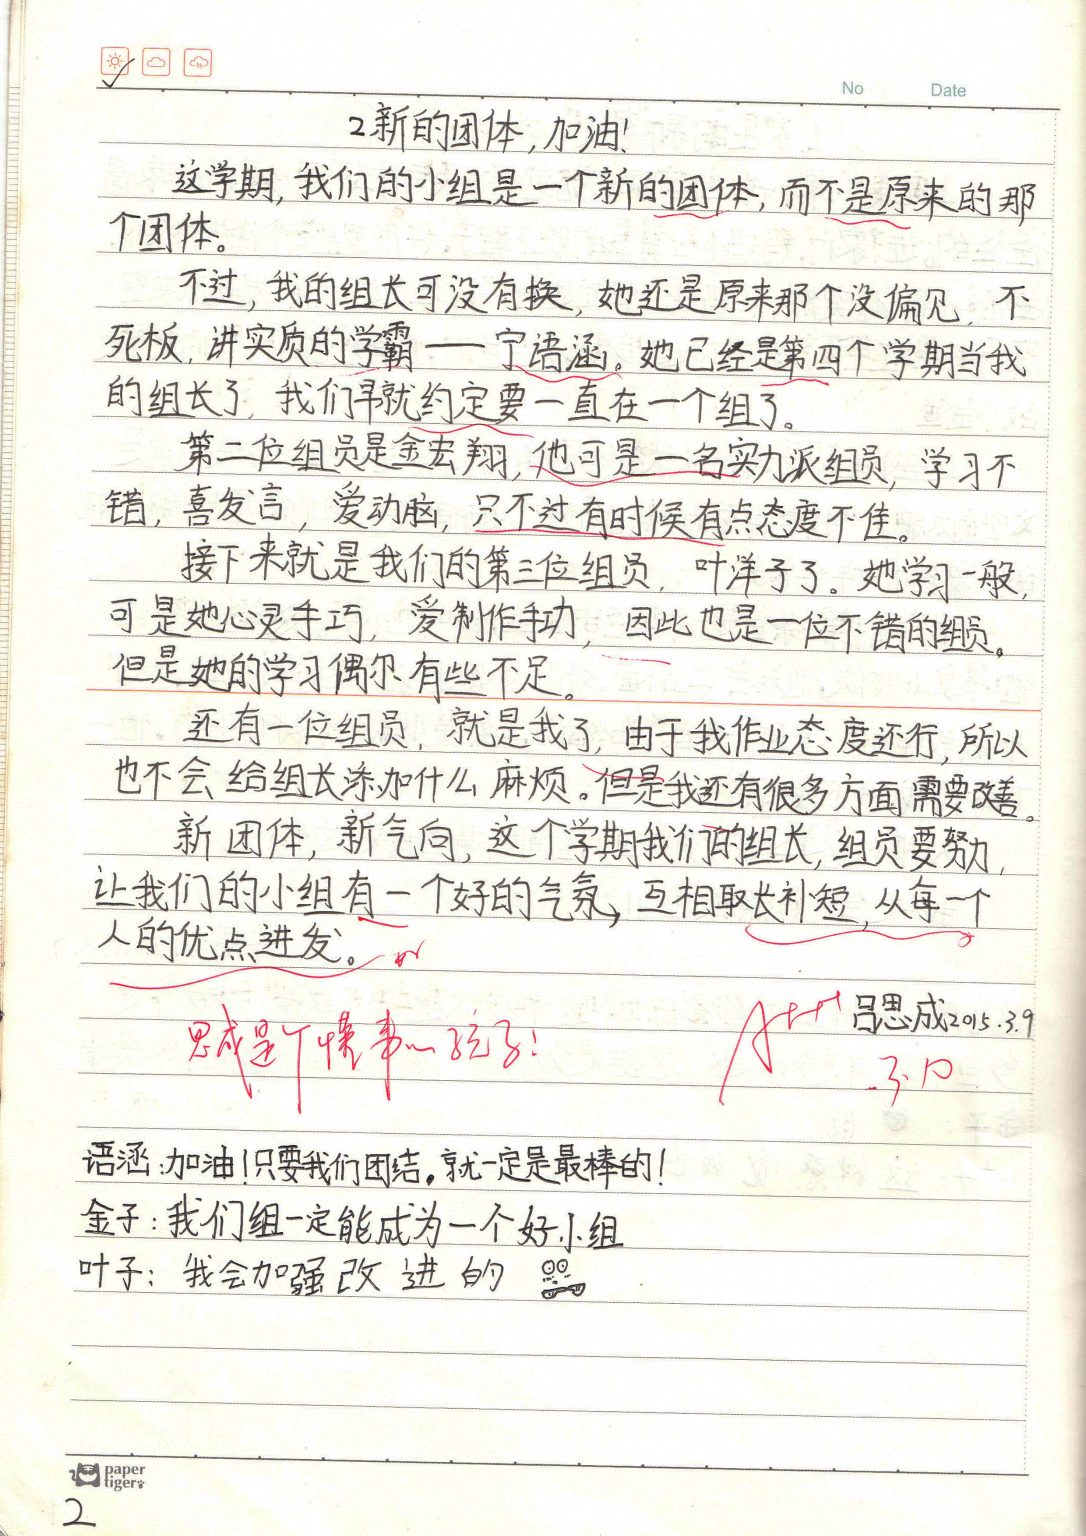 No Date
2新的团体,加油!
这学期,我们的小组是一个新的团体,而不是原来的那
个团体。
不过,我的组长可没有换,她还是原来那个没偏见,不
死板,讲实质的学霸——宁语涵。她已经是第四个学期当我
的组长了,我们早就约定要一直在一个组了。
第二位组员是金宏翔,他可是一名实力派组员,学习不
错,喜发言,爱动脑,只不过有时候有点态度不佳。
接下来就是我们的第三位组员,叶洋子了。她学习一般,
可是她心灵手巧,爱制作手功,因此也是一位不错的组员。
但是她的学习偶尔有些不足。
还有一位组员,就是我了,由于我作业态度还行,所以
也不会给组长添加什么麻烦。但是我还有很多方面需要改善。
新团体,新气向,这个学期我们的组长,组员要努力,
让我们的小组有一个好的气氛,互相取长补短,从每一个
人的优点进发。
A+++ 吕思成2015.3.9
思成是个懂事的孩子!
3.10
语涵:加油!只要我们团结。就一定是最棒的!
金子:我们组一定能成为一个好小组
叶子:我会加强改进的
paper
tiger
2